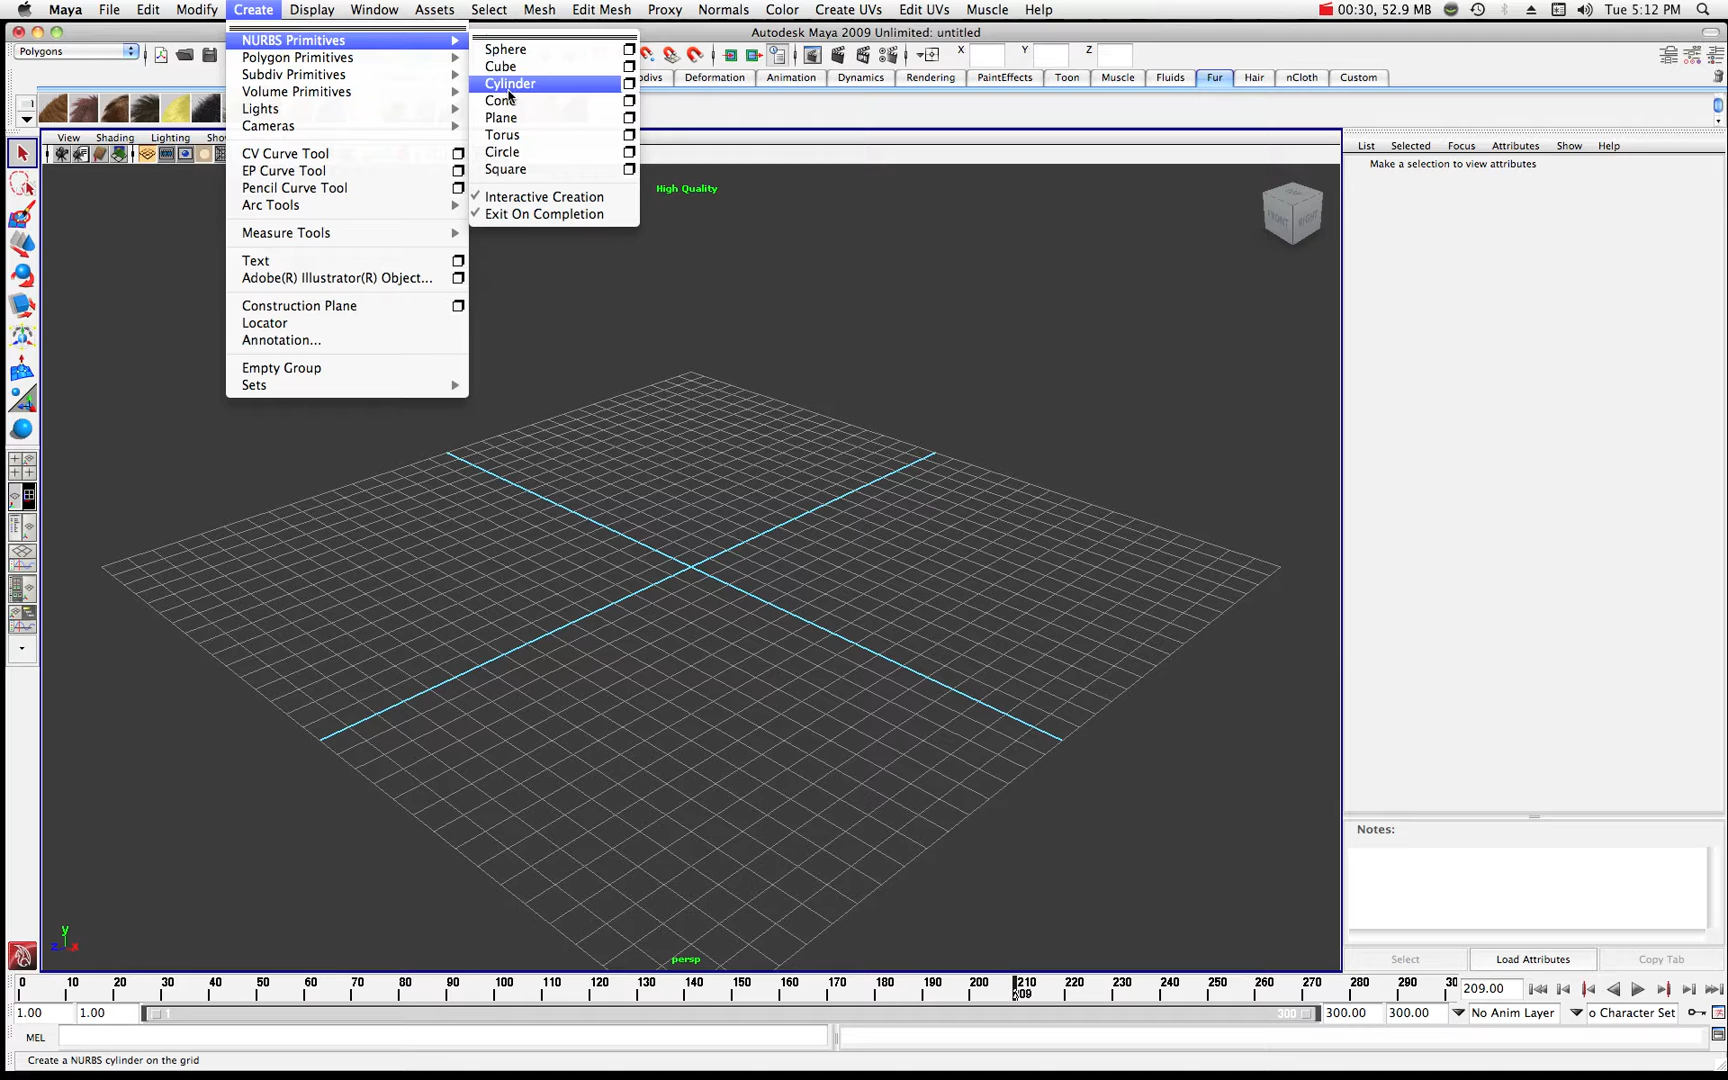 Maya File Edit Modify Create Display Window Assets Select Mesh Edit Mesh Proxy Normals Color Create UVs Edit UVs Muscle Help 00:30, 52.9 MB Tue 5:12 PM
Autodesk Maya 2009 Unlimited: untitled
Polygons X Y Z
Deformation Animation Dynamics Rendering PaintEffects Toon Muscle Fluids Fur Hair nCloth Custom
NURBS Primitives
Polygon Primitives
Subdiv Primitives
Volume Primitives
Lights
Cameras
CV Curve Tool
EP Curve Tool
Pencil Curve Tool
Arc Tools
Measure Tools
Text
Adobe(R) Illustrator(R) Object...
Construction Plane
Locator
Annotation...
Empty Group
Sets
Sphere
Cube
Cylinder
Cone
Plane
Torus
Circle
Square
Interactive Creation
Exit On Completion
View Shading Lighting
High Quality
FRONT RIGHT
List Selected Focus Attributes Show Help
Make a selection to view attributes
Notes:
Select Load Attributes Copy Tab
y
z x
persp
0 10 20 30 40 50 60 70 80 90 100 110 120 130 140 150 160 170 180 190 200 210 220 230 240 250 260 270 280 290 30
209.00
1.00 1.00 1 300 300.00 300.00 No Anim Layer o Character Set
MEL
Create a NURBS cylinder on the grid